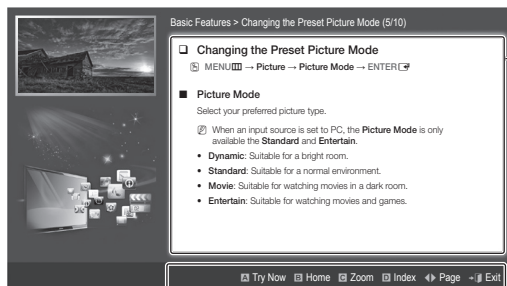 Basic Features > Changing the Preset Picture Mode (5/10)
❑ Changing the Preset Picture Mode
MENU → Picture → Picture Mode → ENTER
■ Picture Mode
Select your preferred picture type.
When an input source is set to PC, the Picture Mode is only
available the Standard and Entertain.
• Dynamic: Suitable for a bright room.
• Standard: Suitable for a normal environment.
• Movie: Suitable for watching movies in a dark room.
• Entertain: Suitable for watching movies and games.
A Try Now B Home C Zoom D Index ◄► Page Exit